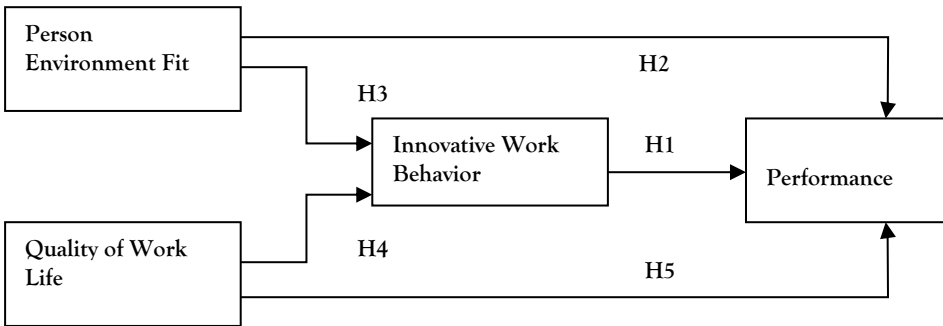 Person
Environment Fit
H2
H3
Innovative Work
Behavior
H1
Performance
Quality of Work
Life
H4
H5